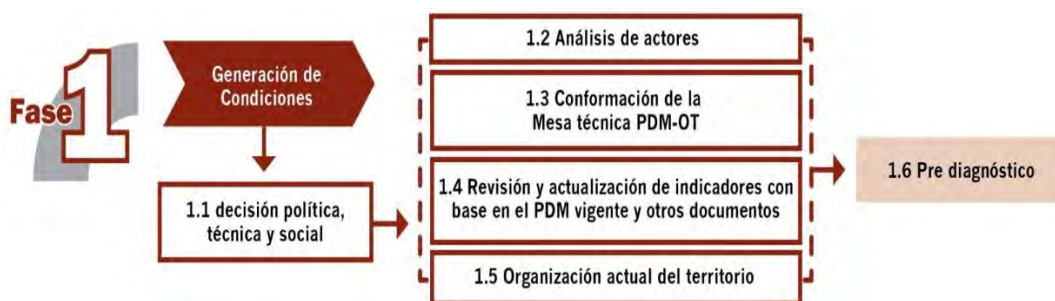 Fase 1
Generación de
Condiciones
1.1 decisión política,
técnica y social
1.2 Análisis de actores
1.3 Conformación de la
Mesa técnica PDM-OT
1.4 Revisión y actualización de indicadores con
base en el PDM vigente y otros documentos
1.5 Organización actual del territorio
1.6 Pre diagnóstico